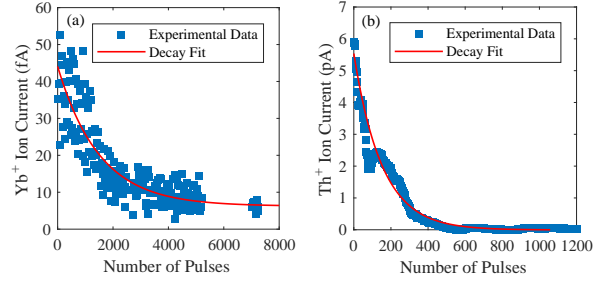 (a)
Experimental Data
Decay Fit
Yb+ Ion Current (fA)
60
50
40
30
20
10
0
0 2000 4000 6000 8000
Number of Pulses
(b)
Experimental Data
Decay Fit
Th+ Ion Current (pA)
7
6
5
4
3
2
1
0
0 200 400 600 800 1000 1200
Number of Pulses